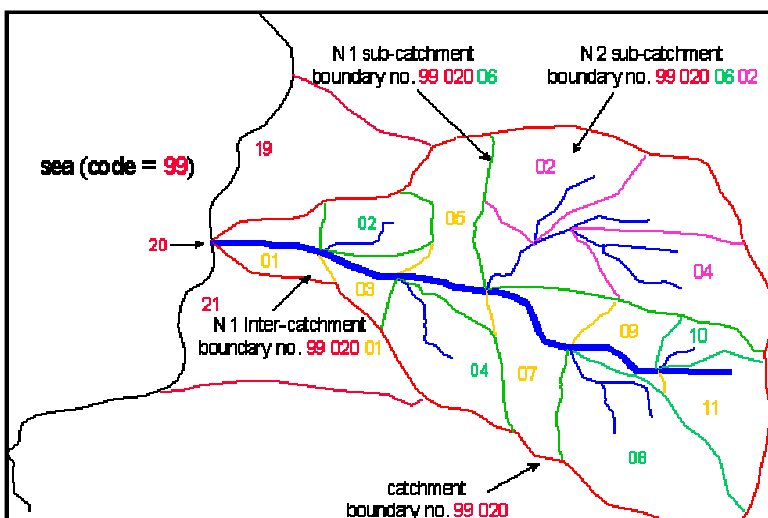 N 1 sub-catchment
boundary no. 99 020 06
N 2 sub-catchment
boundary no. 99 020 06 02
sea (code = 99)
19
02
02
05
20
01
04
03
21
N 1 Inter-catchment
boundary no. 99 020 01
09
10
04
07
11
08
catchment
boundary no. 99 020